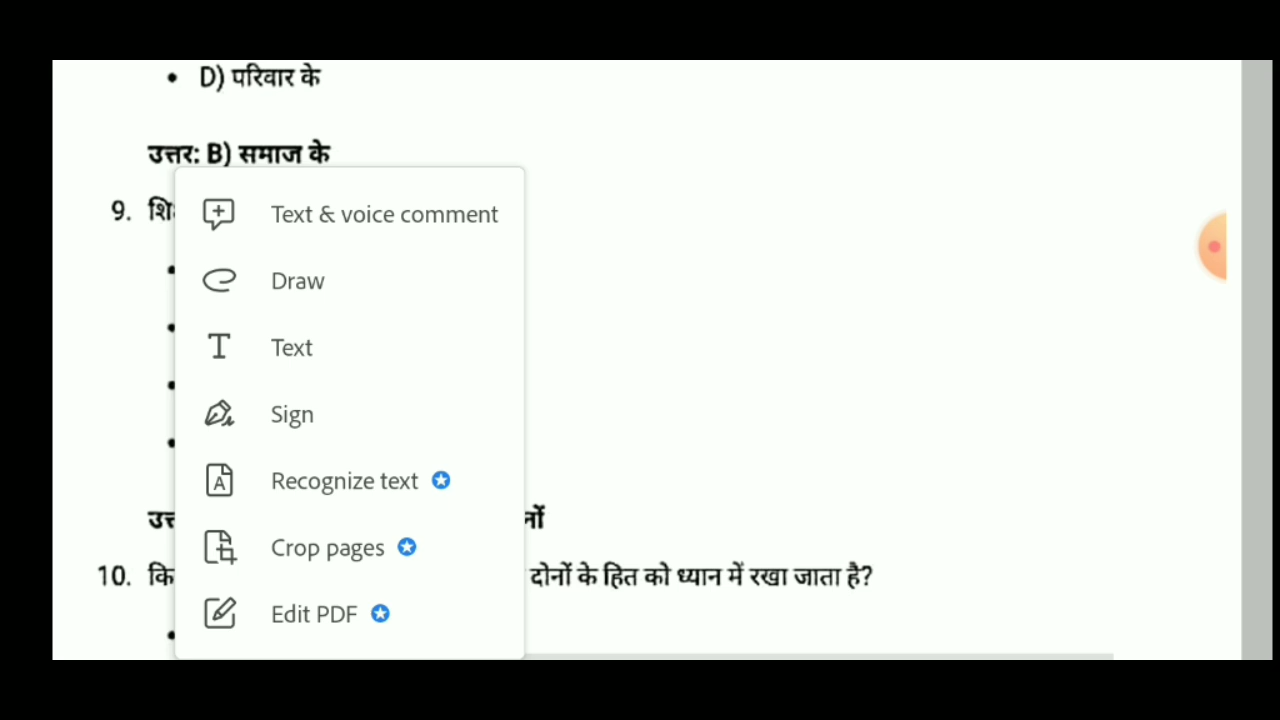 • D) परिवार के
उत्तर: B) समाज के
9.
Text & voice comment
Draw
Text
Sign
Recognize text
Crop pages
Edit PDF
10. दोनों के हित को ध्यान में रखा जाता है?